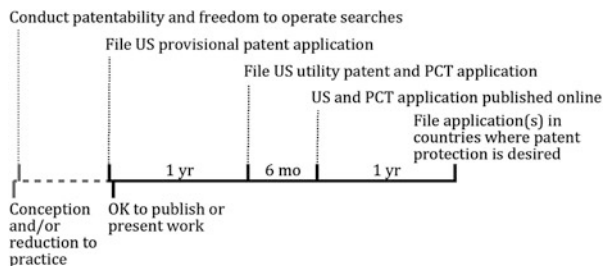 Conduct patentability and freedom to operate searches
File US provisional patent application
File US utility patent and PCT application
US and PCT application published online
File application(s) in
countries where patent
protection is desired
1 yr
6 mo
1 yr
Conception
and/or
reduction to
practice
OK to publish or
present work